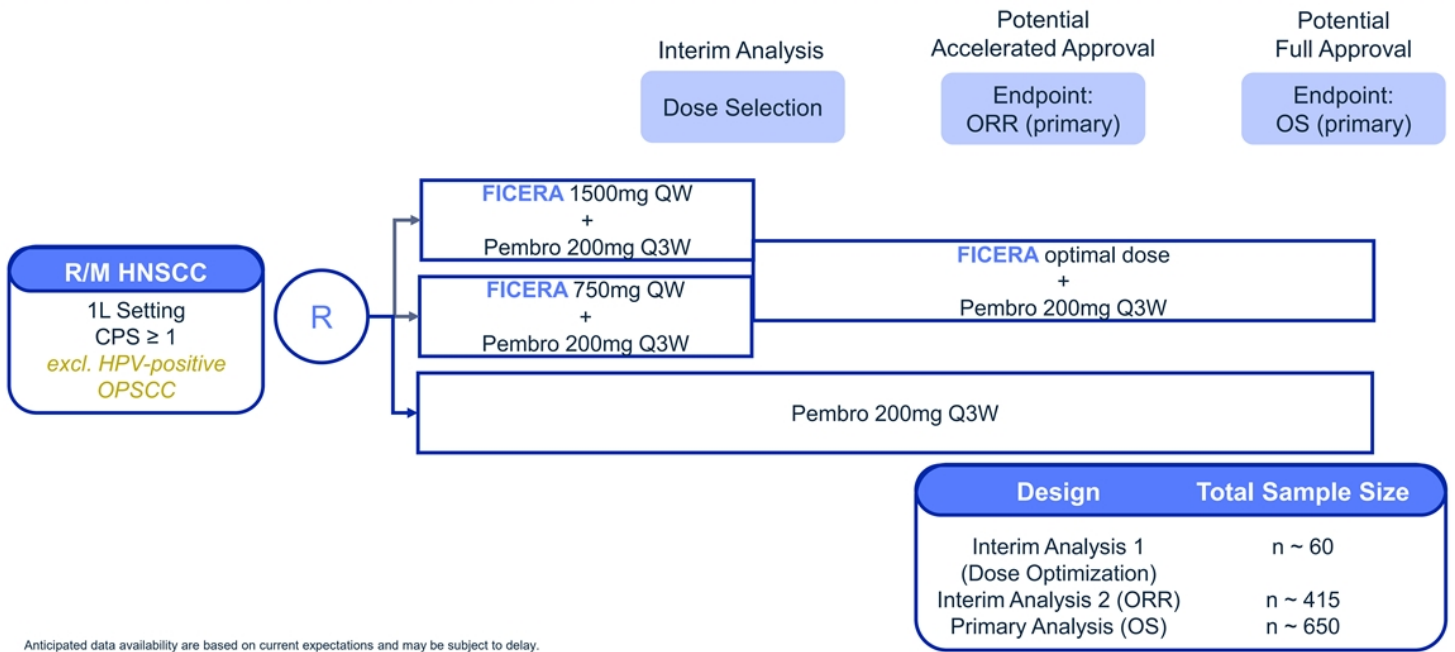 Interim Analysis
Dose Selection
Potential
Accelerated Approval
Endpoint:
ORR (primary)
Potential
Full Approval
Endpoint:
OS (primary)
R/M HNSCC
1L Setting
CPS ≥ 1
excl. HPV-positive
OPSCC
R
FICERA 1500mg QW
+
Pembro 200mg Q3W
FICERA 750mg QW
+
Pembro 200mg Q3W
FICERA optimal dose
+
Pembro 200mg Q3W
Pembro 200mg Q3W
Design Total Sample Size
Interim Analysis 1 n ~ 60
(Dose Optimization)
Interim Analysis 2 (ORR) n ~ 415
Primary Analysis (OS) n ~ 650
Anticipated data availability are based on current expectations and may be subject to delay.